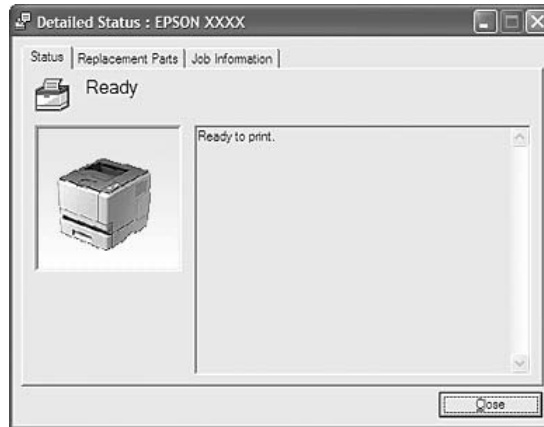 Detailed Status : EPSON XXXX
Status Replacement Parts Job Information
Ready
Ready to print.
Close